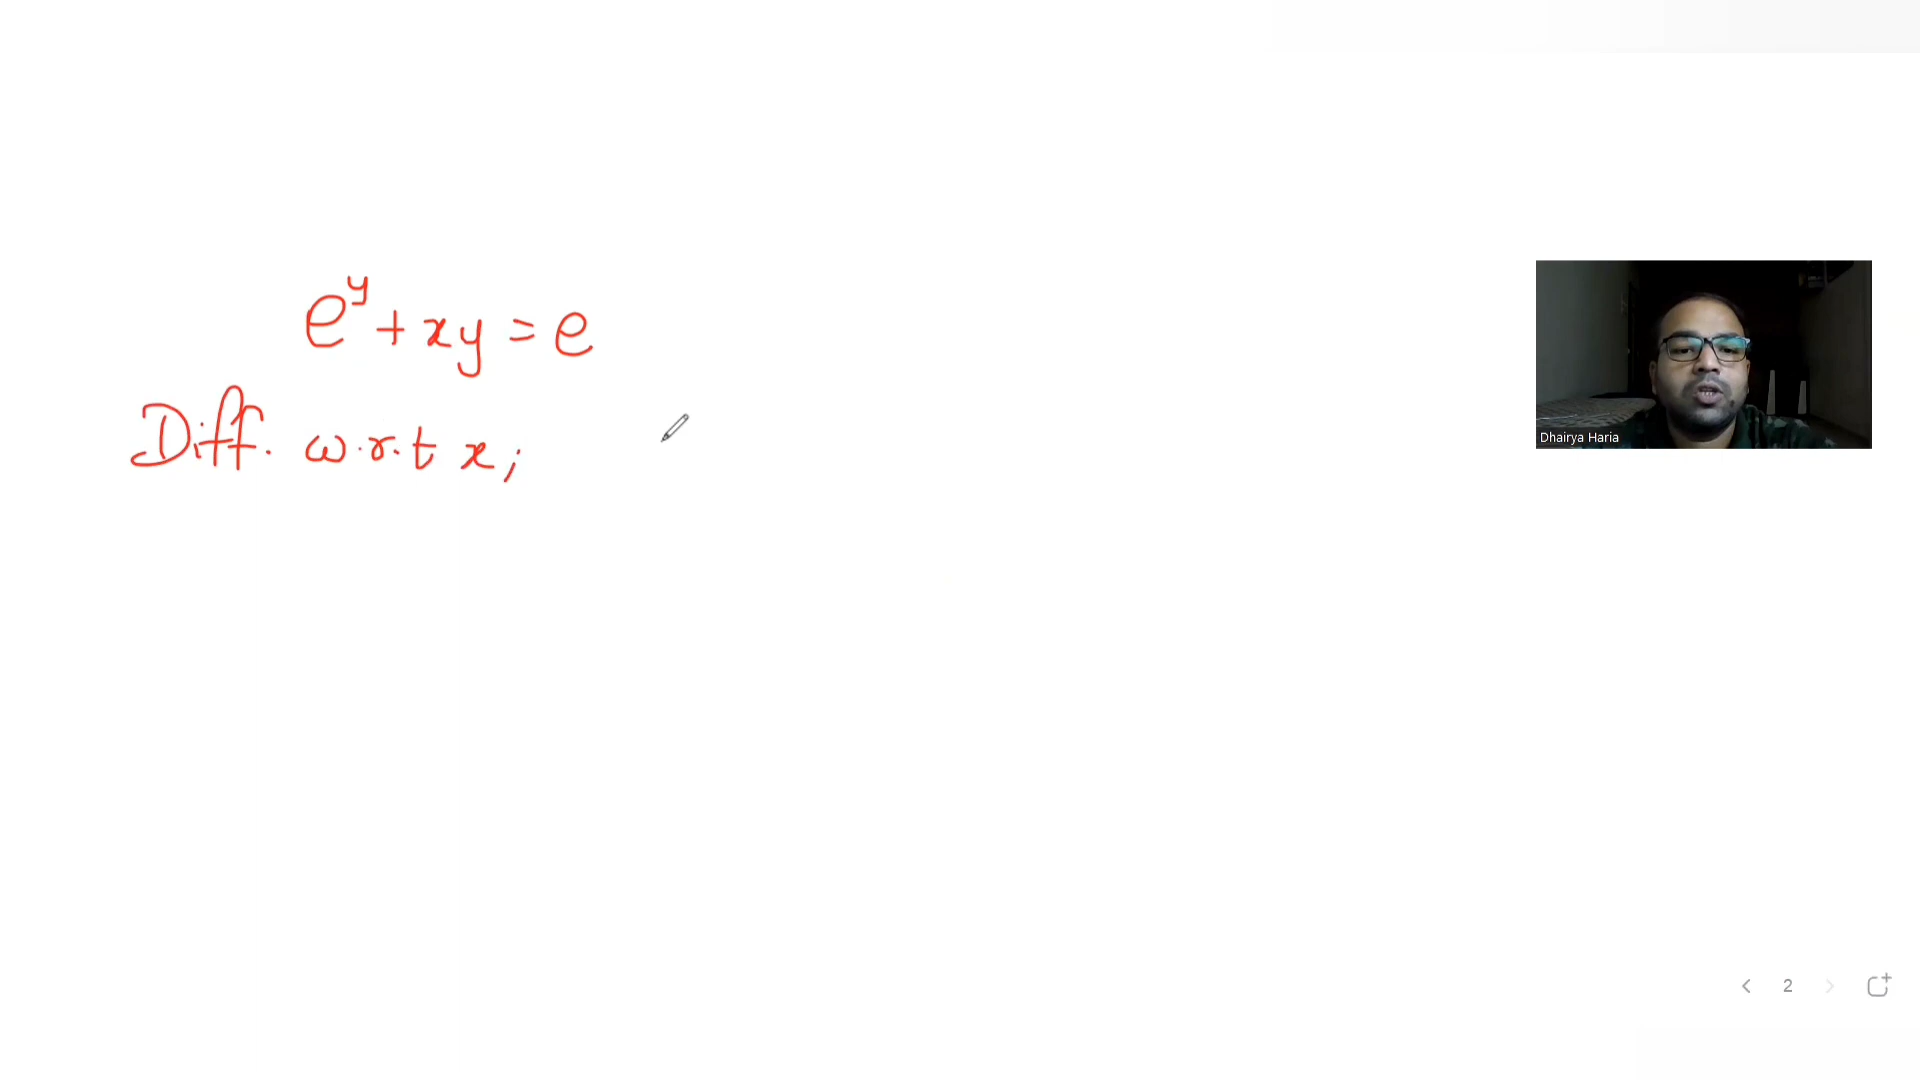 e^y + xy = e
Diff. w.r.t x;
Dhairya Haria
2